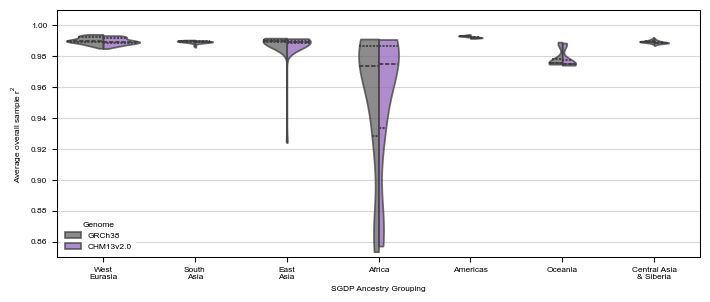 1.00
0.98
0.96
0.94
0.92
0.90
0.88
0.86
Average overall sample r²
Genome
GRCh38
CHM13v2.0
West
Eurasia
South
Asia
East
Asia
Africa
Americas
Oceania
Central Asia
& Siberia
SGDP Ancestry Grouping